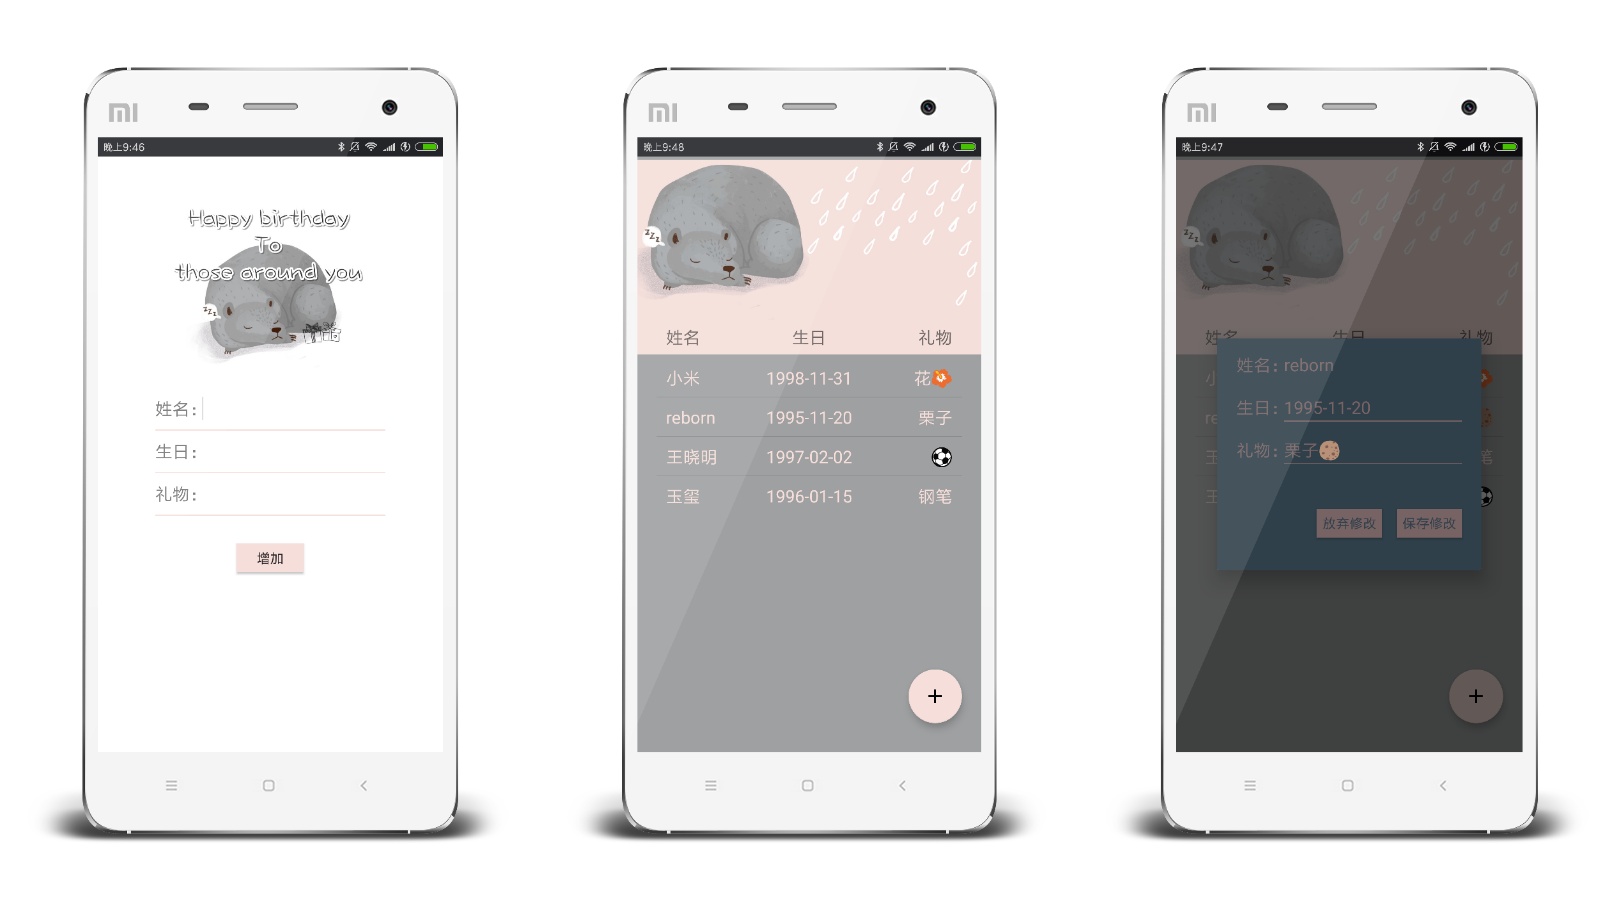 MI
晚上9:46
Happy birthday
To
those around you
zzz
姓名:
生日:
礼物:
增加
MI
晚上9:48
zzz
姓名 生日 礼物
小米 1998-11-31 花
reborn 1995-11-20 栗子
王晓明 1997-02-02
玉玺 1996-01-15 钢笔
+
MI
晚上9:47
zzz
姓名 生日 礼物
姓名: reborn
生日: 1995-11-20
礼物: 栗子
放弃修改 保存修改
+